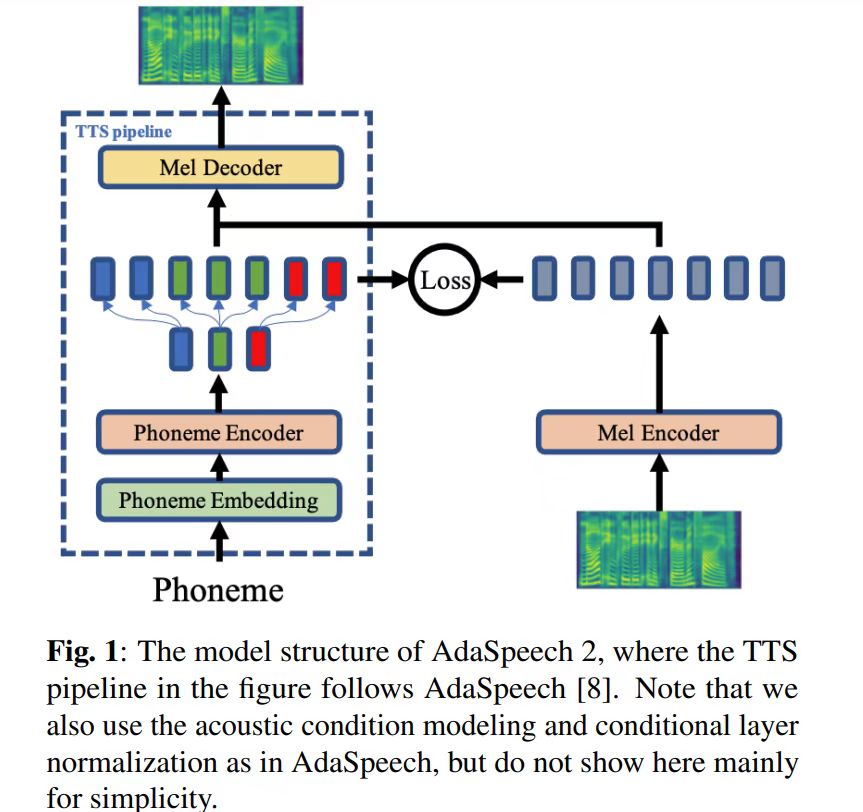 TTS pipeline
Mel Decoder
Loss
Phoneme Encoder
Mel Encoder
Phoneme Embedding
Phoneme
Fig. 1: The model structure of AdaSpeech 2, where the TTS
pipeline in the figure follows AdaSpeech [8]. Note that we
also use the acoustic condition modeling and conditional layer
normalization as in AdaSpeech, but do not show here mainly
for simplicity.